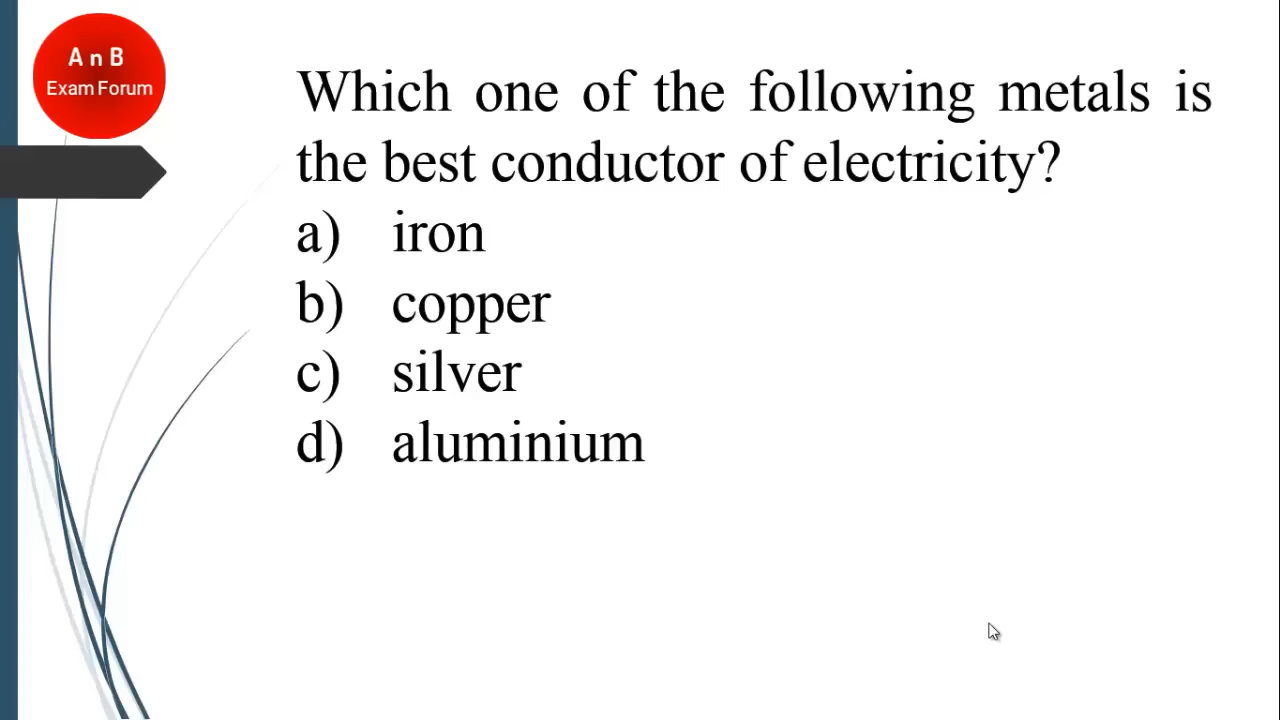 A n B
Exam Forum
Which one of the following metals is
the best conductor of electricity?
a) iron
b) copper
c) silver
d) aluminium